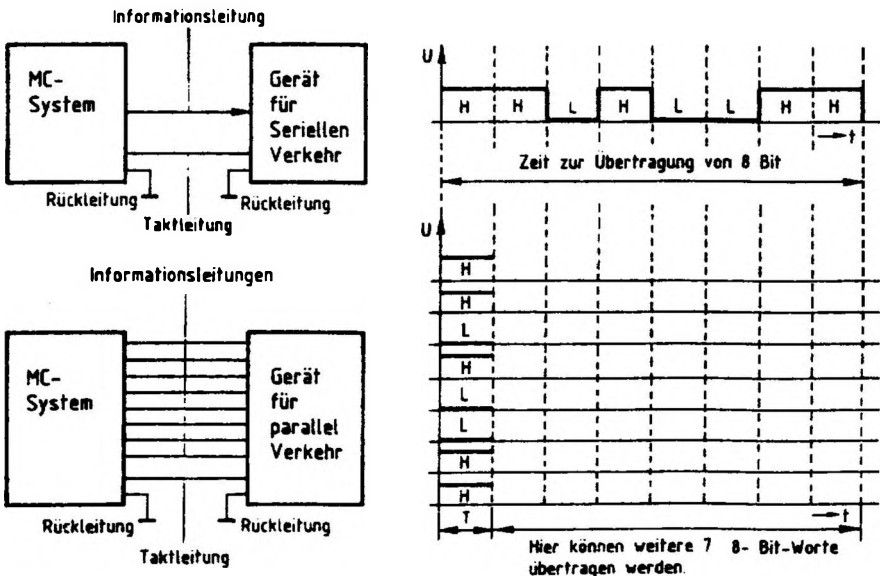 Informationsleitung
MC-
System
Gerät
für
Seriellen
Verkehr
Rückleitung
Rückleitung
Taktleitung
U
H H L H L L H H
t
Zeit zur Übertragung von 8 Bit
Informationsleitungen
MC-
System
Gerät
für
parallel
Verkehr
Rückleitung
Rückleitung
Taktleitung
U
H
H
L
H
L
L
H
H
T
t
Hier können weitere 7 8-Bit-Worte
übertragen werden.